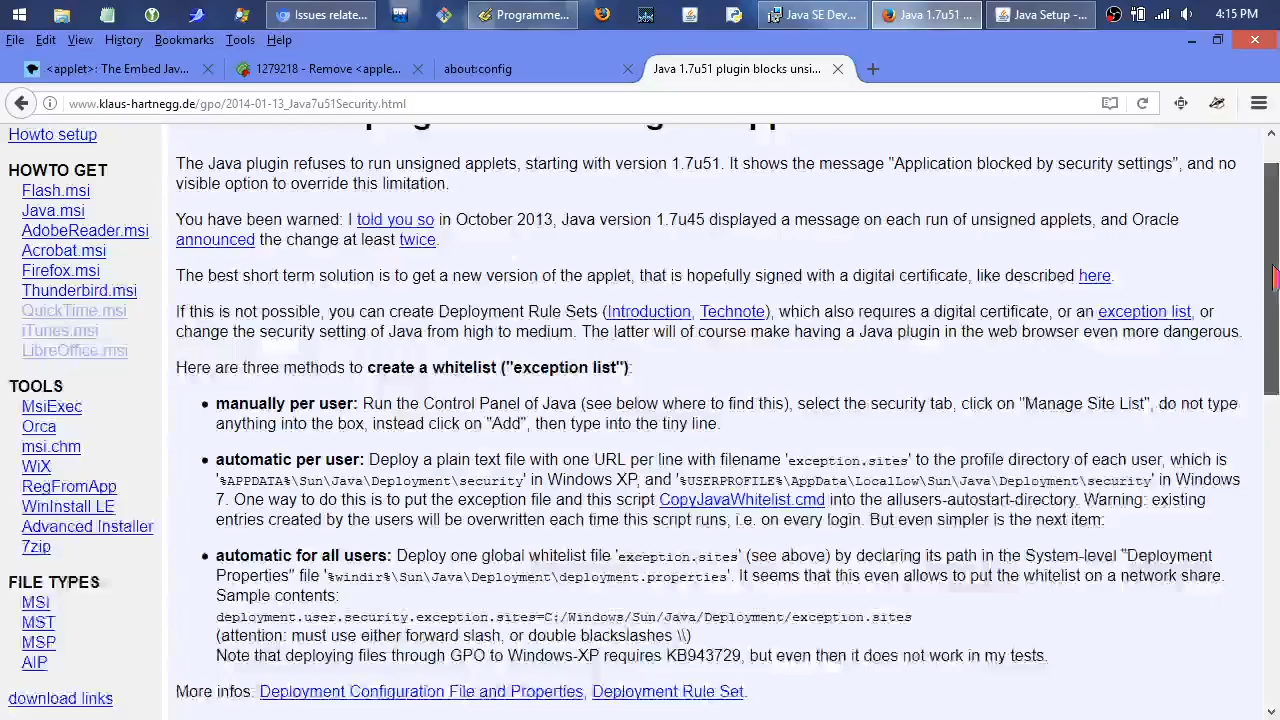 Issues relate...
Programme...
Java SE Dev...
Java 1.7u51 ...
Java Setup -...
4:15 PM
File Edit View History Bookmarks Tools Help
<applet>: The Embed Jav...
1279218 - Remove <apple...
about:config
Java 1.7u51 plugin blocks unsi...
www.klaus-hartnegg.de/gpo/2014-01-13_Java7u51Security.html
Howto setup
HOWTO GET
Flash.msi
Java.msi
AdobeReader.msi
Acrobat.msi
Firefox.msi
Thunderbird.msi
QuickTime.msi
iTunes.msi
LibreOffice.msi
TOOLS
MsiExec
Orca
msi.chm
WiX
RegFromApp
WinInstall LE
Advanced Installer
7zip
FILE TYPES
MSI
MST
MSP
AIP
download links
The Java plugin refuses to run unsigned applets, starting with version 1.7u51. It shows the message "Application blocked by security settings", and no
visible option to override this limitation.
You have been warned: I told you so in October 2013, Java version 1.7u45 displayed a message on each run of unsigned applets, and Oracle
announced the change at least twice.
The best short term solution is to get a new version of the applet, that is hopefully signed with a digital certificate, like described here.
If this is not possible, you can create Deployment Rule Sets (Introduction, Technote), which also requires a digital certificate, or an exception list, or
change the security setting of Java from high to medium. The latter will of course make having a Java plugin in the web browser even more dangerous.
Here are three methods to create a whitelist ("exception list"):
• manually per user: Run the Control Panel of Java (see below where to find this), select the security tab, click on "Manage Site List", do not type
anything into the box, instead click on "Add", then type into the tiny line.
• automatic per user: Deploy a plain text file with one URL per line with filename 'exception.sites' to the profile directory of each user, which is
'%APPDATA%\Sun\Java\Deployment\security' in Windows XP, and '%USERPROFILE%\AppData\LocalLow\Sun\Java\Deployment\security' in Windows
7. One way to do this is to put the exception file and this script CopyJavaWhitelist.cmd into the allusers-autostart-directory. Warning: existing
entries created by the users will be overwritten each time this script runs, i.e. on every login. But even simpler is the next item:
• automatic for all users: Deploy one global whitelist file 'exception.sites' (see above) by declaring its path in the System-level "Deployment
Properties" file '%windir%\Sun\Java\Deployment\deployment.properties'. It seems that this even allows to put the whitelist on a network share.
Sample contents:
deployment.user.security.exception.sites=C:/Windows/Sun/Java/Deployment/exception.sites
(attention: must use either forward slash, or double blackslashes \\)
Note that deploying files through GPO to Windows-XP requires KB943729, but even then it does not work in my tests.
More infos: Deployment Configuration File and Properties, Deployment Rule Set.